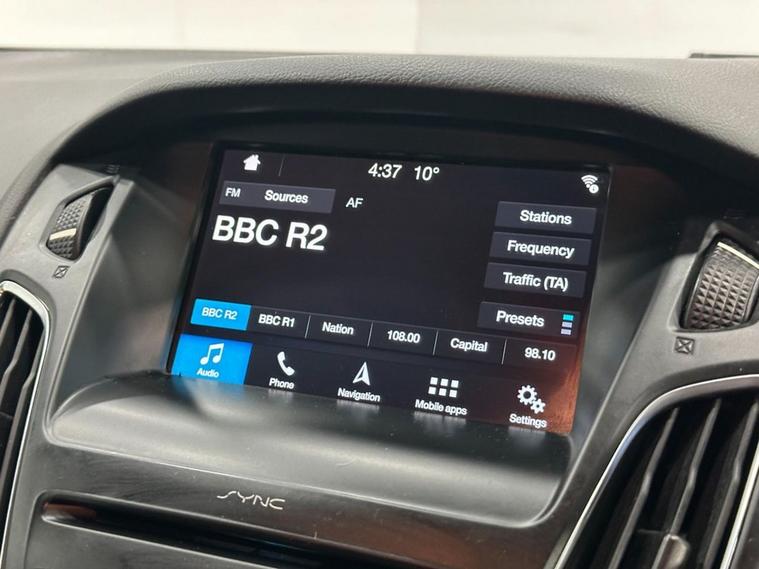 4:37 10°
FM Sources AF
BBC R2
Stations
Frequency
Traffic (TA)
Presets
BBC R2 BBC R1 Nation 108.00 Capital 98.10
Audio Phone Navigation Mobile apps Settings
SYNC